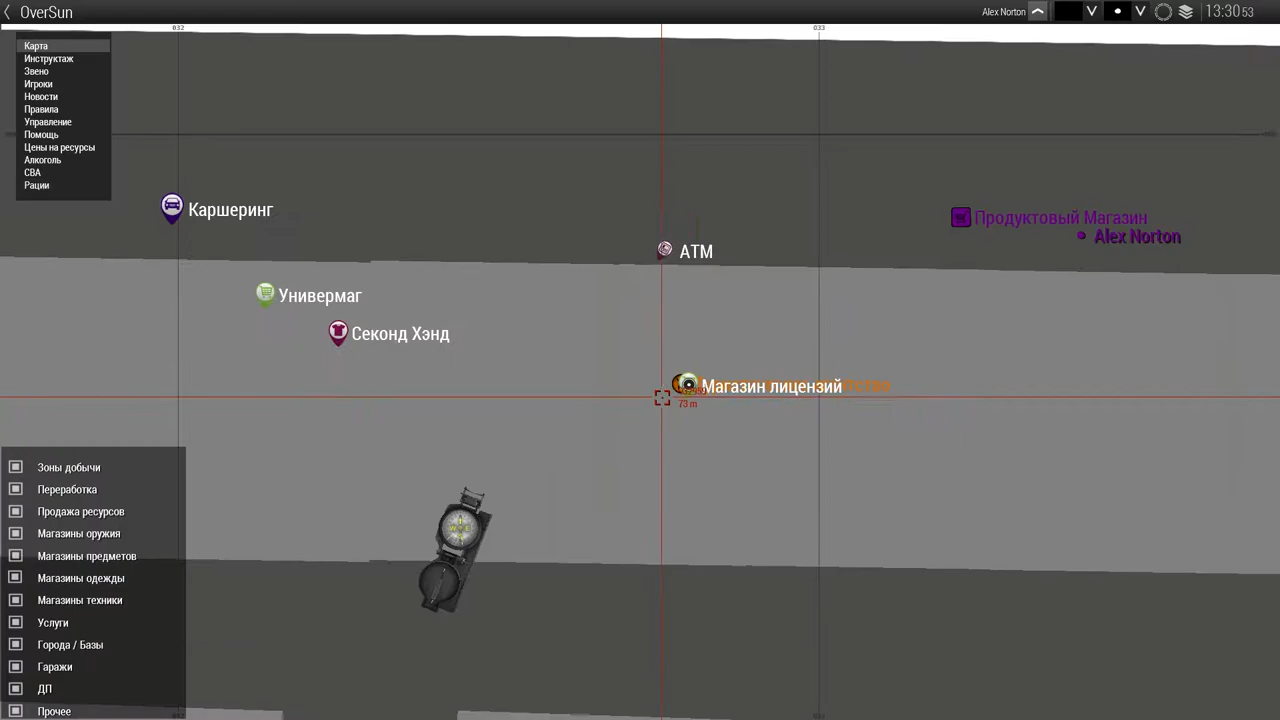 OverSun
Alex Norton
13:30 53
032
033
Карта
Инструктаж
Звено
Игроки
Новости
Правила
Управление
Помощь
Цены на ресурсы
Алкоголь
СВА
Рации
Каршеринг
Продуктовый Магазин
Alex Norton
ATM
Универмаг
Секонд Хэнд
Магазин лицензий
73 m
Зоны добычи
Переработка
Продажа ресурсов
Магазины оружия
Магазины предметов
Магазины одежды
Магазины техники
Услуги
Города / Базы
Гаражи
ДП
Прочее